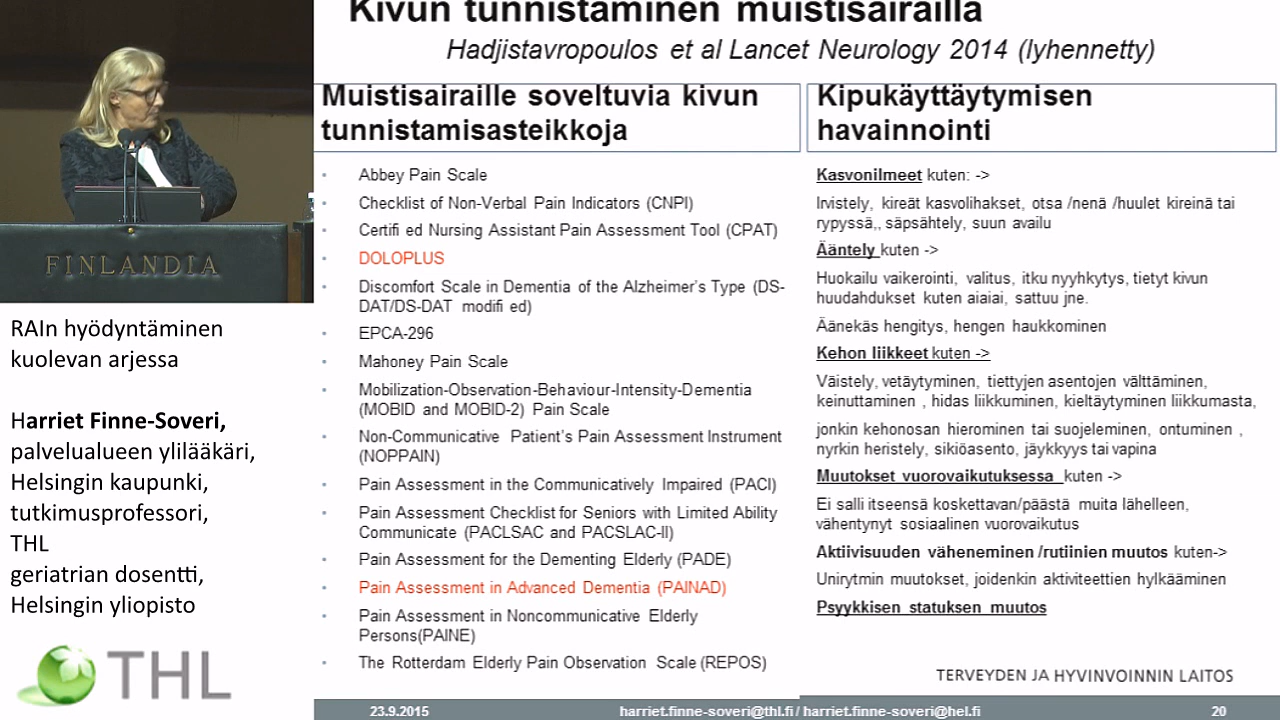 Kivun tunnistaminen muistisairailla
Hadjistavropoulos et al Lancet Neurology 2014 (lyhennetty)
Muistisairaille soveltuvia kivun
tunnistamisasteikkoja
Abbey Pain Scale
Checklist of Non-Verbal Pain Indicators (CNPI)
Certifi ed Nursing Assistant Pain Assessment Tool (CPAT)
DOLOPLUS
Discomfort Scale in Dementia of the Alzheimer's Type (DS-
DAT/DS-DAT modifi ed)
EPCA-296
Mahoney Pain Scale
Mobilization-Observation-Behaviour-Intensity-Dementia
(MOBID and MOBID-2) Pain Scale
Non-Communicative Patient's Pain Assessment Instrument
(NOPPAIN)
Pain Assessment in the Communicatively Impaired (PACI)
Pain Assessment Checklist for Seniors with Limited Ability
Communicate (PACLSAC and PACSLAC-II)
Pain Assessment for the Dementing Elderly (PADE)
Pain Assessment in Advanced Dementia (PAINAD)
Pain Assessment in Noncommunicative Elderly
Persons(PAINE)
The Rotterdam Elderly Pain Observation Scale (REPOS)
Kipukäyttäytymisen
havainnointi
Kasvonilmeet kuten: ->
Irvistely, kireät kasvolihakset, otsa /nenä /huulet kireinä tai
rypyssä,, säpsähtely, suun availu
Ääntely kuten ->
Huokailu vaikerointi, valitus, itku nyyhkytys, tietyt kivun
huudahdukset kuten aiaiai, sattuu jne.
Äänekäs hengitys, hengen haukkominen
Kehon liikkeet kuten ->
Väistely, vetäytyminen, tiettyjen asentojen välttäminen,
keinuttaminen , hidas liikkuminen, kieltäytyminen liikkumasta,
jonkin kehonosan hierominen tai suojeleminen, ontuminen ,
nyrkin heristely, sikiöasento, jäykkyys tai vapina
Muutokset vuorovaikutuksessa kuten ->
Ei salli itseensä koskettavan/päästä muita lähelleen,
vähentynyt sosiaalinen vuorovaikutus
Aktiivisuuden väheneminen /rutiinien muutos kuten->
Unirytmin muutokset, joidenkin aktiviteettien hylkääminen
Psyykkisen statuksen muutos
TERVEYDEN JA HYVINVOINNIN LAITOS
23.9.2015 harriet.finne-soveri@thl.fi / harriet.finne-soveri@hel.fi 20
FINLANDIA
RAIn hyödyntäminen
kuolevan arjessa
Harriet Finne-Soveri,
palvelualueen ylilääkäri,
Helsingin kaupunki,
tutkimusprofessori,
THL
geriatrian dosentti,
Helsingin yliopisto
THL